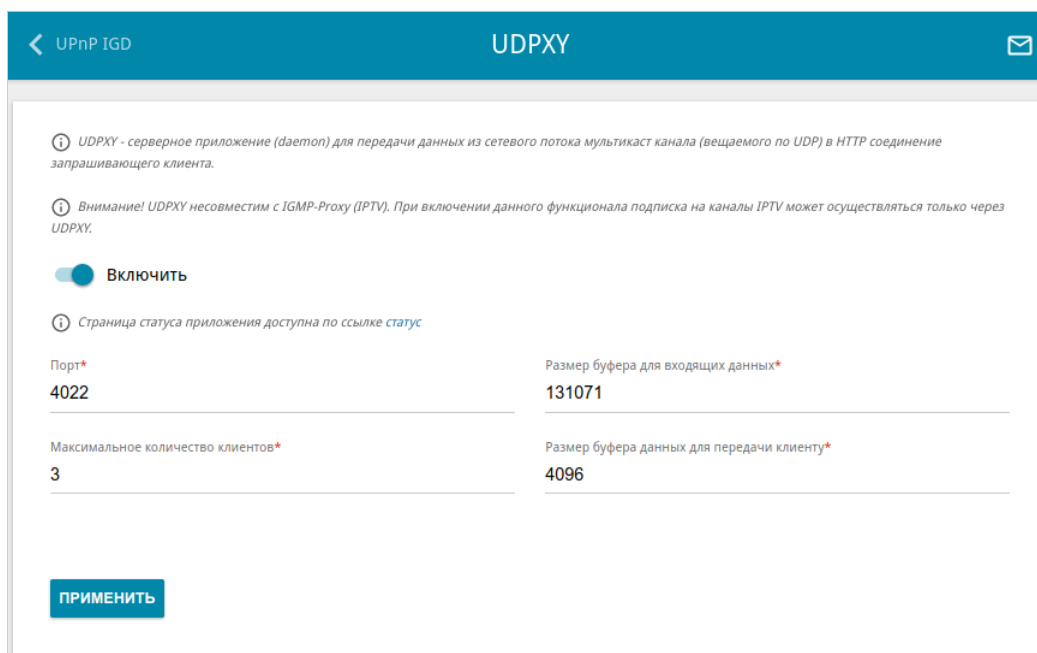 UPnP IGD
UDPXY
UDPXY - серверное приложение (daemon) для передачи данных из сетевого потока мультикаст канала (вещаемого по UDP) в HTTP соединение
запрашивающего клиента.
Внимание! UDPXY несовместим с IGMP-Proxy (IPTV). При включении данного функционала подписка на каналы IPTV может осуществляться только через
UDPXY.
Включить
Страница статуса приложения доступна по ссылке статус
Порт*
4022
Размер буфера для входящих данных*
131071
Максимальное количество клиентов*
3
Размер буфера данных для передачи клиенту*
4096
ПРИМЕНИТЬ